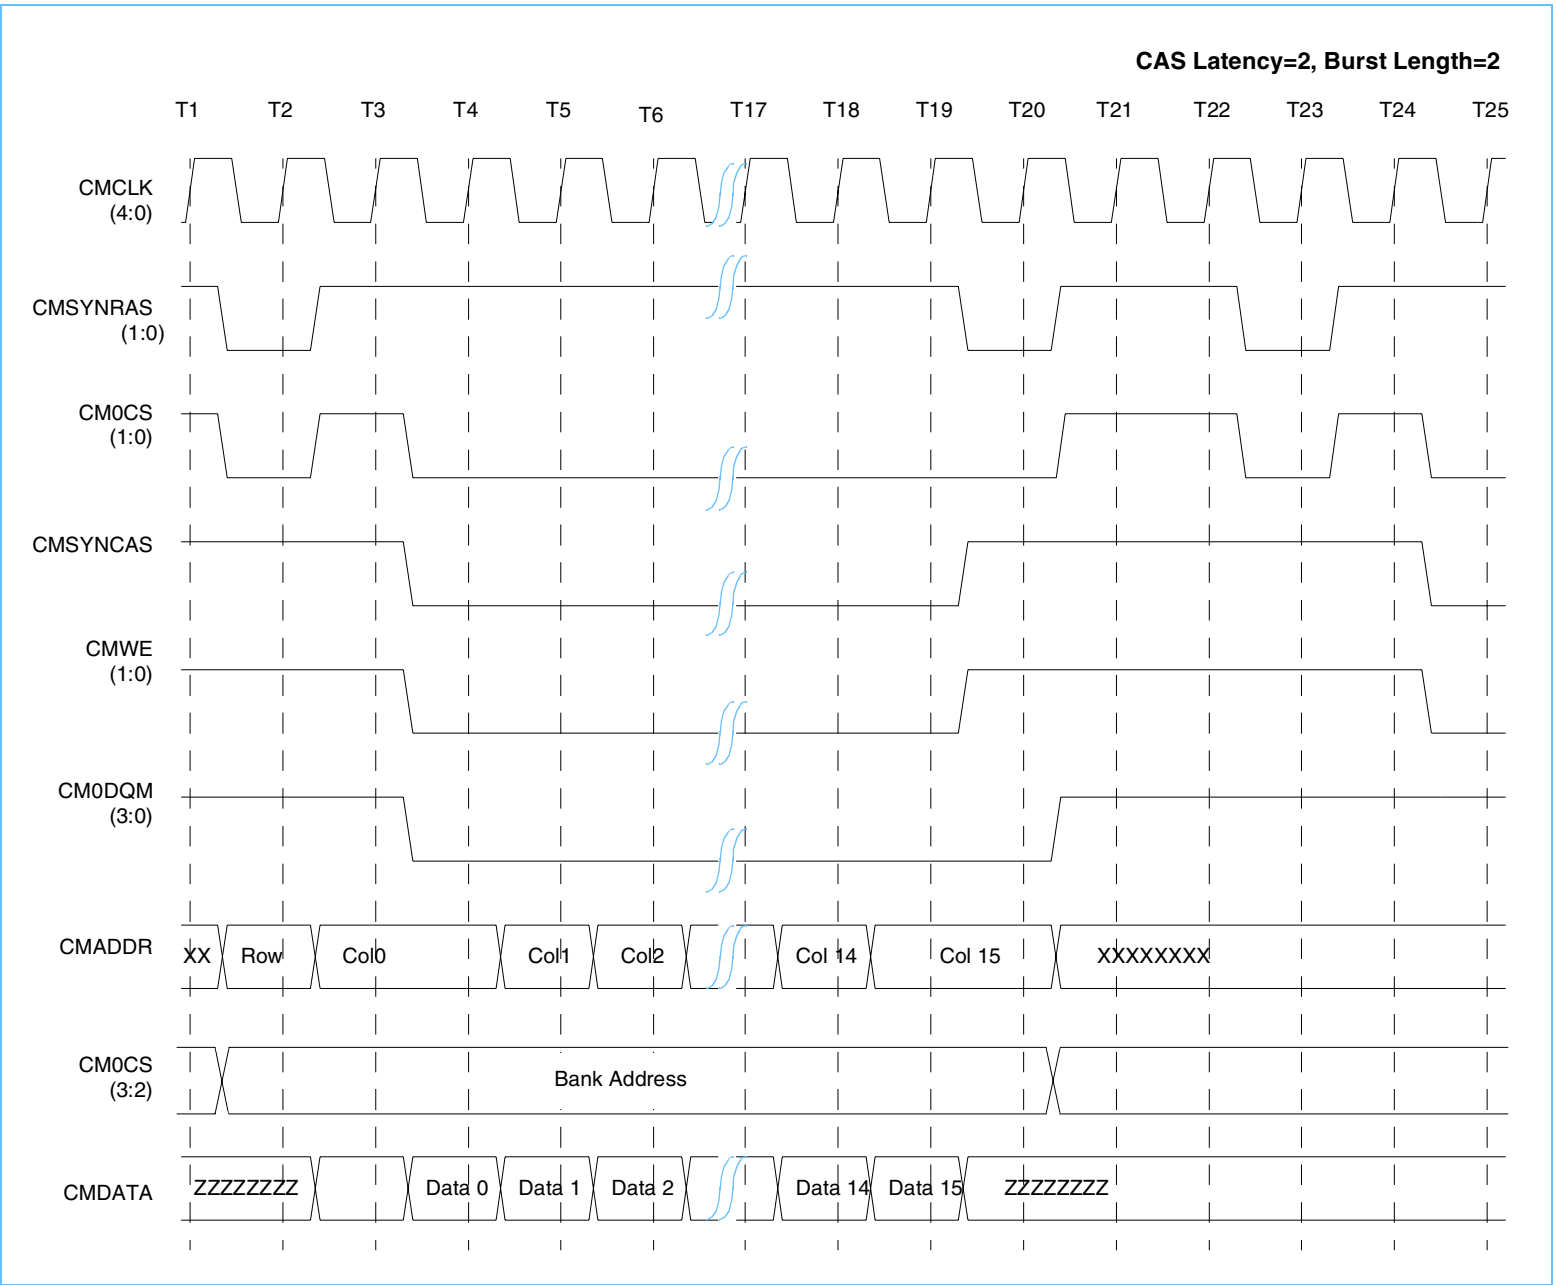 CAS Latency=2, Burst Length=2
T1 T2 T3 T4 T5 T6 T17 T18 T19 T20 T21 T22 T23 T24 T25
CMCLK
(4:0)
CMSYNRAS
(1:0)
CM0CS
(1:0)
CMSYNCAS
CMWE
(1:0)
CM0DQM
(3:0)
CMADDR XX Row Col0 Col1 Col2 Col 14 Col 15 XXXXXXXX
CM0CS
(3:2)
Bank Address
CMDATA ZZZZZZZZ Data 0 Data 1 Data 2 Data 14 Data 15 ZZZZZZZZ